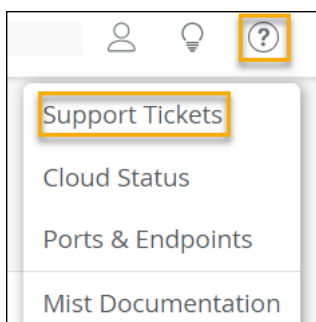 ?
Support Tickets
Cloud Status
Ports & Endpoints
Mist Documentation